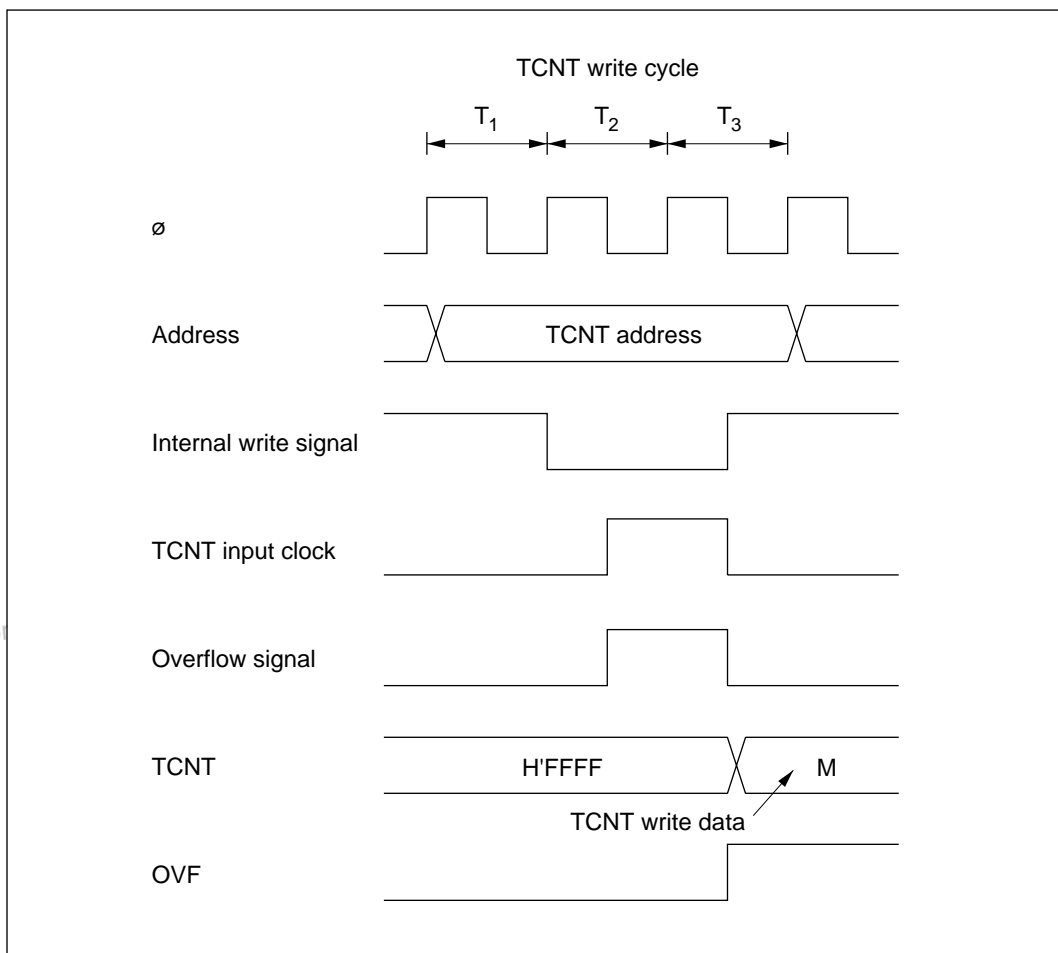 TCNT write cycle
T1 T2 T3
ø
Address TCNT address
Internal write signal
TCNT input clock
Overflow signal
TCNT H'FFFF M
TCNT write data
OVF